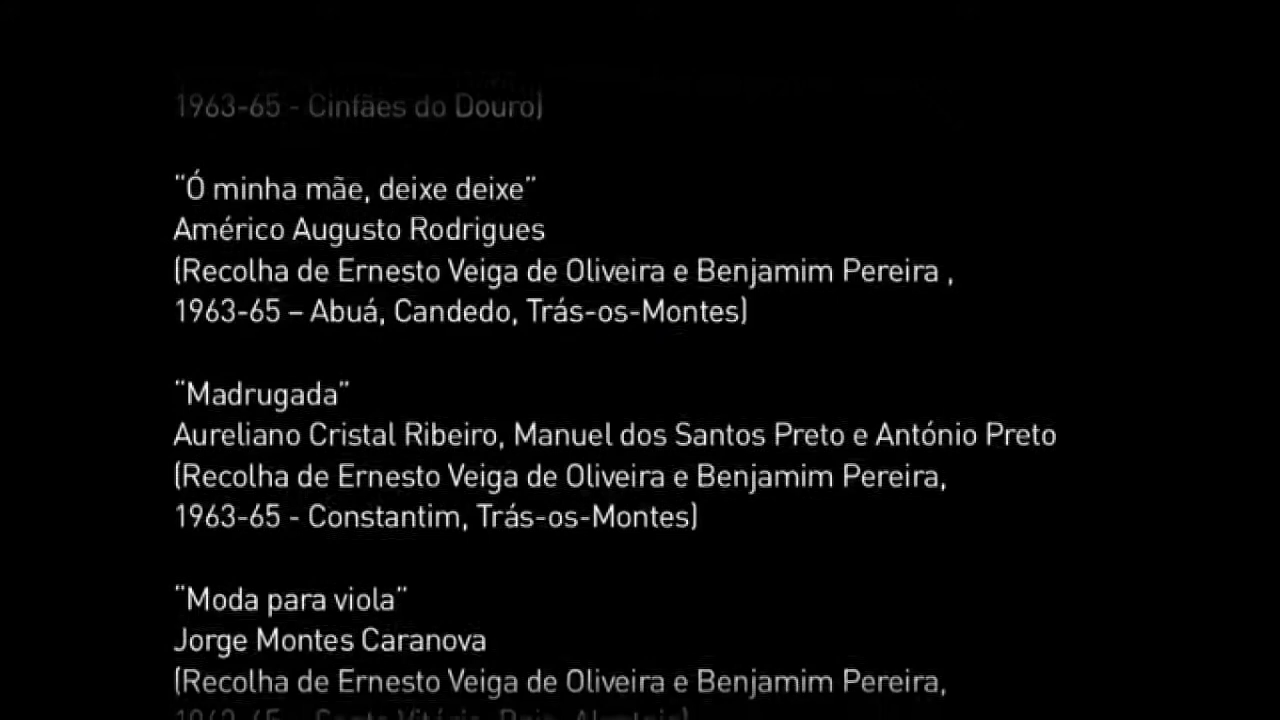 1963-65 - Cinfães do Douro)
“Ó minha mãe, deixe deixe”
Américo Augusto Rodrigues
(Recolha de Ernesto Veiga de Oliveira e Benjamim Pereira ,
1963-65 – Abuá, Candedo, Trás-os-Montes)
“Madrugada”
Aureliano Cristal Ribeiro, Manuel dos Santos Preto e António Preto
(Recolha de Ernesto Veiga de Oliveira e Benjamim Pereira,
1963-65 - Constantim, Trás-os-Montes)
“Moda para viola”
Jorge Montes Caranova
(Recolha de Ernesto Veiga de Oliveira e Benjamim Pereira,